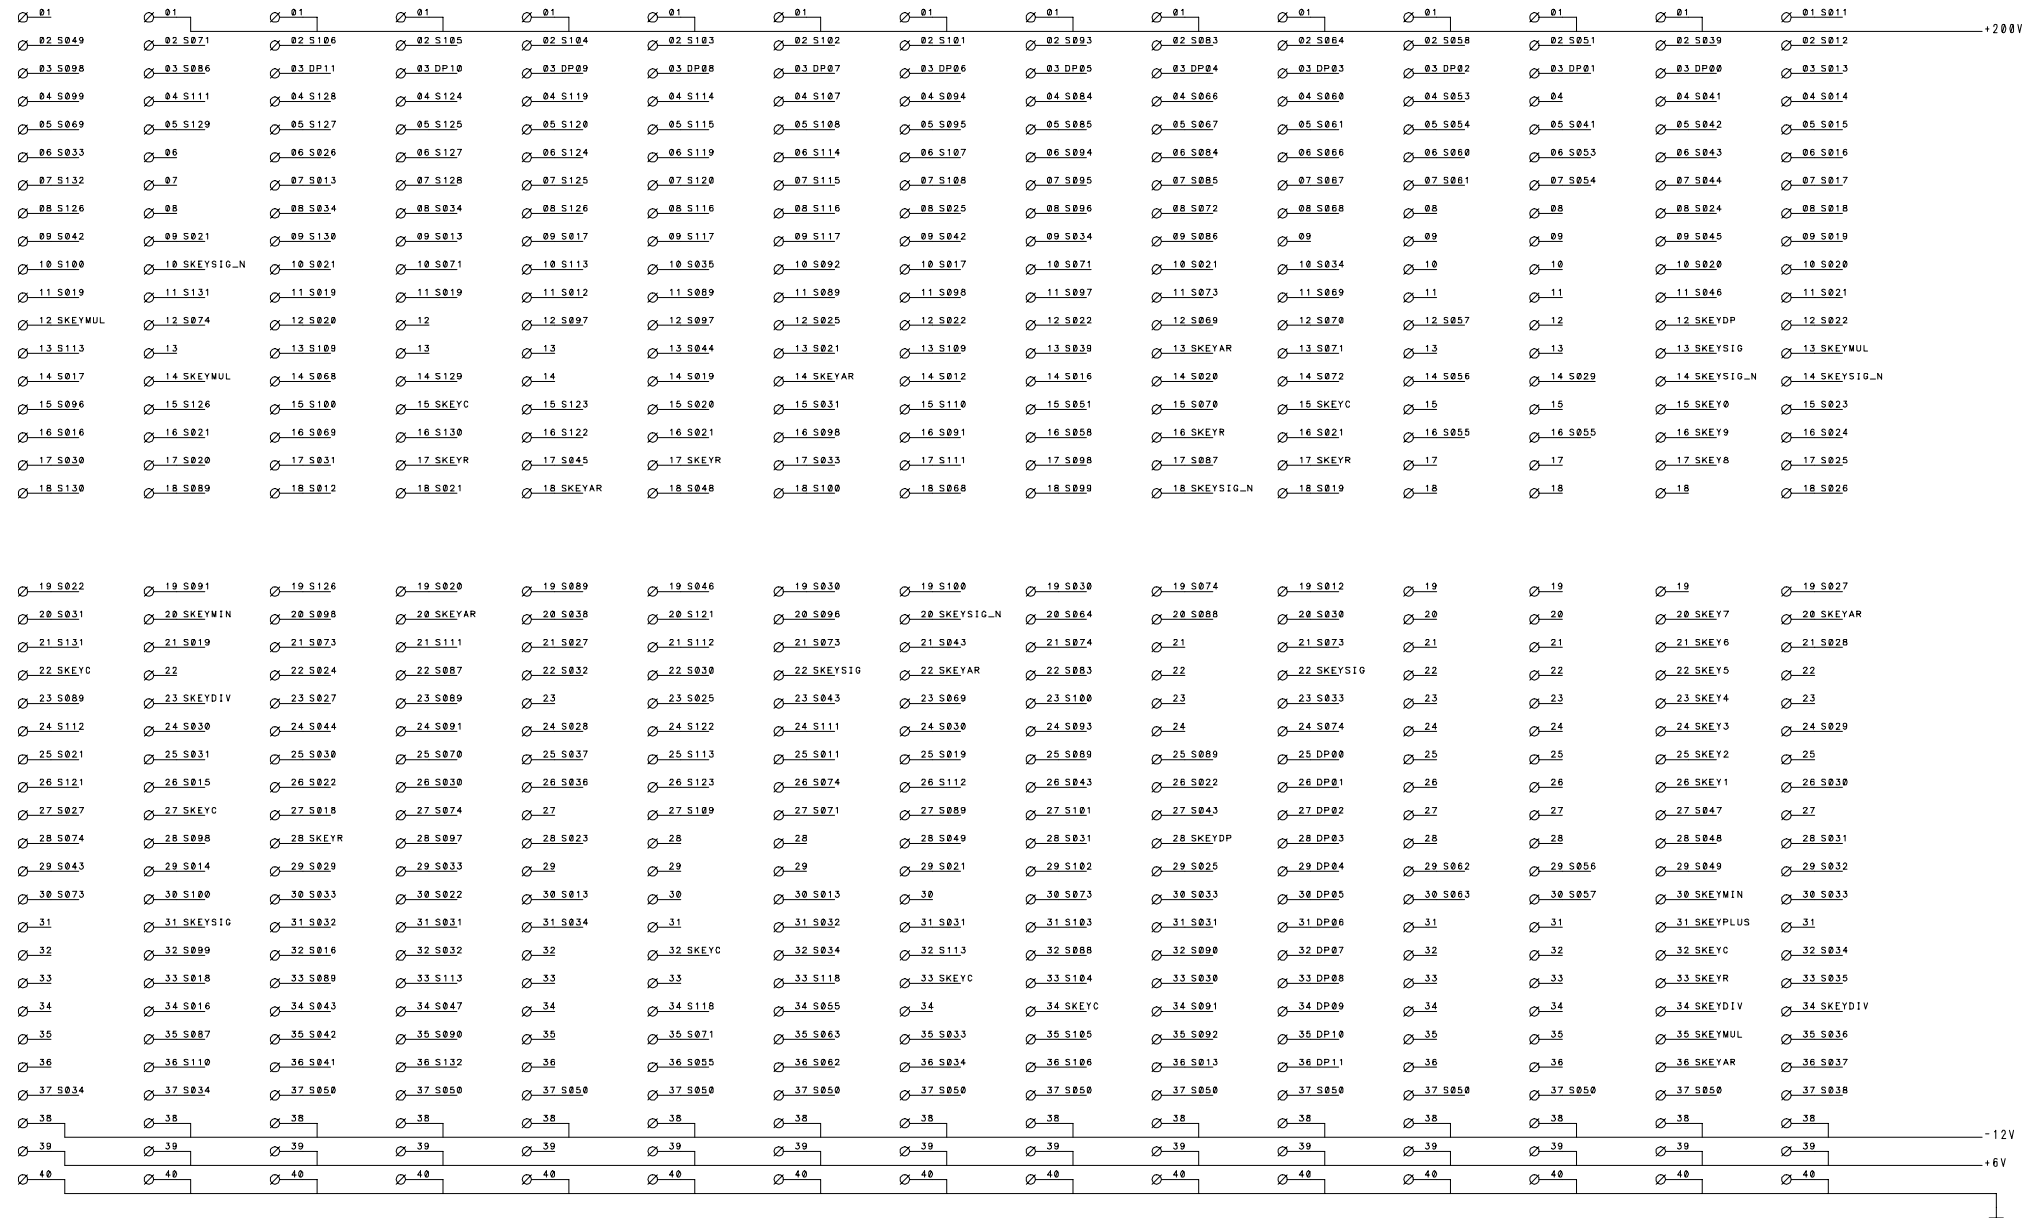 01 01 01 01 01 01 01 01 01 01 01 01 01 01 01 S011
+200V
02 S049 02 S071 02 S106 02 S105 02 S104 02 S103 02 S102 02 S101 02 S093 02 S083 02 S064 02 S058 02 S051 02 S039 02 S012
03 S098 03 S086 03 DP11 03 DP10 03 DP09 03 DP08 03 DP07 03 DP06 03 DP05 03 DP04 03 DP03 03 DP02 03 DP01 03 DP00 03 S013
04 S099 04 S111 04 S128 04 S124 04 S119 04 S114 04 S107 04 S094 04 S084 04 S066 04 S060 04 S053 04 04 S041 04 S014
05 S069 05 S129 05 S127 05 S125 05 S120 05 S115 05 S108 05 S095 05 S085 05 S067 05 S061 05 S054 05 S041 05 S042 05 S015
06 S033 06 06 S026 06 S127 06 S124 06 S119 06 S114 06 S107 06 S094 06 S084 06 S066 06 S060 06 S053 06 S043 06 S016
07 S132 07 07 S013 07 S128 07 S125 07 S120 07 S115 07 S108 07 S095 07 S085 07 S067 07 S061 07 S054 07 S044 07 S017
08 S126 08 08 S034 08 S034 08 S126 08 S116 08 S116 08 S025 08 S096 08 S072 08 S068 08 08 08 S024 08 S018
09 S042 09 S021 09 S130 09 S013 09 S017 09 S117 09 S117 09 S042 09 S034 09 S086 09 09 09 09 S045 09 S019
10 S100 10 SKEYSIG_N 10 S021 10 S071 10 S113 10 S035 10 S092 10 S017 10 S071 10 S021 10 S034 10 10 10 S020 10 S020
11 S019 11 S131 11 S019 11 S019 11 S012 11 S089 11 S089 11 S098 11 S097 11 S073 11 S069 11 11 11 S046 11 S021
12 SKEYMUL 12 S074 12 S020 12 12 S097 12 S097 12 S025 12 S022 12 S022 12 S069 12 S070 12 S057 12 12 SKEYDP 12 S022
13 S113 13 13 S109 13 13 13 S044 13 S021 13 S109 13 S039 13 SKEYAR 13 S071 13 13 13 SKEYSIG 13 SKEYMUL
14 S017 14 SKEYMUL 14 S068 14 S129 14 14 S019 14 SKEYAR 14 S012 14 S016 14 S020 14 S072 14 S056 14 S029 14 SKEYSIG_N 14 SKEYSIG_N
15 S096 15 S126 15 S100 15 SKEYC 15 S123 15 S020 15 S031 15 S110 15 S051 15 S070 15 SKEYC 15 15 15 SKEY0 15 S023
16 S016 16 S021 16 S069 16 S130 16 S122 16 S021 16 S098 16 S091 16 S058 16 SKEYR 16 S021 16 S055 16 S055 16 SKEY9 16 S024
17 S030 17 S020 17 S031 17 SKEYR 17 S045 17 SKEYR 17 S033 17 S111 17 S098 17 S087 17 SKEYR 17 17 17 SKEY8 17 S025
18 S130 18 S089 18 S012 18 S021 18 SKEYAR 18 S048 18 S100 18 S068 18 S099 18 SKEYSIG_N 18 S019 18 18 18 18 S026
19 S022 19 S091 19 S126 19 S020 19 S089 19 S046 19 S030 19 S100 19 S030 19 S074 19 S012 19 19 19 19 S027
20 S031 20 SKEYMIN 20 S098 20 SKEYAR 20 S038 20 S121 20 S096 20 SKEYSIG_N 20 S064 20 S088 20 S030 20 20 20 SKEY7 20 SKEYAR
21 S131 21 S019 21 S073 21 S111 21 S027 21 S112 21 S073 21 S043 21 S074 21 21 S073 21 21 21 SKEY6 21 S028
22 SKEYC 22 22 S024 22 S087 22 S032 22 S030 22 SKEYSIG 22 SKEYAR 22 S083 22 22 SKEYSIG 22 22 22 SKEY5 22
23 S089 23 SKEYDIV 23 S027 23 S089 23 23 S025 23 S043 23 S069 23 S100 23 23 S033 23 23 23 SKEY4 23
24 S112 24 S030 24 S044 24 S091 24 S028 24 S122 24 S111 24 S030 24 S093 24 24 S074 24 24 24 SKEY3 24 S029
25 S021 25 S031 25 S030 25 S070 25 S037 25 S113 25 S011 25 S019 25 S089 25 S089 25 DP00 25 25 25 SKEY2 25
26 S121 26 S015 26 S022 26 S030 26 S036 26 S123 26 S074 26 S112 26 S043 26 S022 26 DP01 26 26 26 SKEY1 26 S030
27 S027 27 SKEYC 27 S018 27 S074 27 27 S109 27 S071 27 S089 27 S101 27 S043 27 DP02 27 27 27 S047 27
28 S074 28 S098 28 SKEYR 28 S097 28 S023 28 28 28 S049 28 S031 28 SKEYDP 28 DP03 28 28 28 S048 28 S031
29 S043 29 S014 29 S029 29 S033 29 29 29 29 S021 29 S102 29 S025 29 DP04 29 S062 29 S056 29 S049 29 S032
30 S073 30 S100 30 S033 30 S022 30 S013 30 30 S013 30 30 S073 30 S033 30 DP05 30 S063 30 S057 30 SKEYMIN 30 S033
31 31 SKEYSIG 31 S032 31 S031 31 S034 31 31 S032 31 S031 31 S103 31 S031 31 DP06 31 31 31 SKEYPLUS 31
32 32 S099 32 S016 32 S032 32 32 SKEYC 32 S034 32 S113 32 S088 32 S090 32 DP07 32 32 32 SKEYC 32 S034
33 33 S018 33 S089 33 S113 33 33 33 S118 33 SKEYC 33 S104 33 S030 33 DP08 33 33 33 SKEYR 33 S035
34 34 S016 34 S043 34 S047 34 34 S118 34 S055 34 34 SKEYC 34 S091 34 DP09 34 34 34 SKEYDIV 34 SKEYDIV
35 35 S087 35 S042 35 S090 35 35 S071 35 S063 35 S033 35 S105 35 S092 35 DP10 35 35 35 SKEYMUL 35 S036
36 36 S110 36 S041 36 S132 36 36 S055 36 S062 36 S034 36 S106 36 S013 36 DP11 36 36 36 SKEYAR 36 S037
37 S034 37 S034 37 S050 37 S050 37 S050 37 S050 37 S050 37 S050 37 S050 37 S050 37 S050 37 S050 37 S050 37 S050 37 S038
38 38 38 38 38 38 38 38 38 38 38 38 38 38 38
-12V
39 39 39 39 39 39 39 39 39 39 39 39 39 39 39
+6V
40 40 40 40 40 40 40 40 40 40 40 40 40 40 40